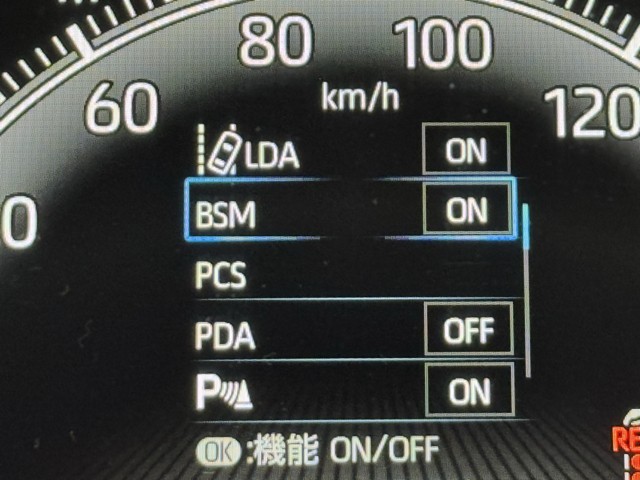 80 100
60 km/h 120
LDA ON
0 BSM ON
PCS
PDA OFF
P ON
OK :機能 ON/OFF